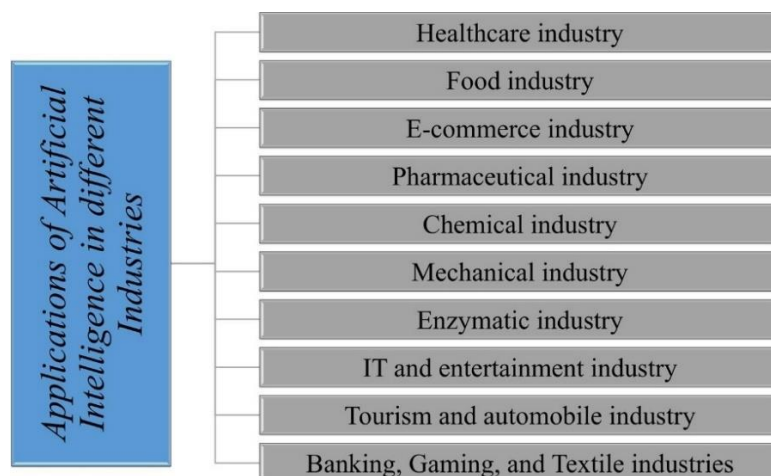 Applications of Artificial
Intelligence in different
Industries
Healthcare industry
Food industry
E-commerce industry
Pharmaceutical industry
Chemical industry
Mechanical industry
Enzymatic industry
IT and entertainment industry
Tourism and automobile industry
Banking, Gaming, and Textile industries